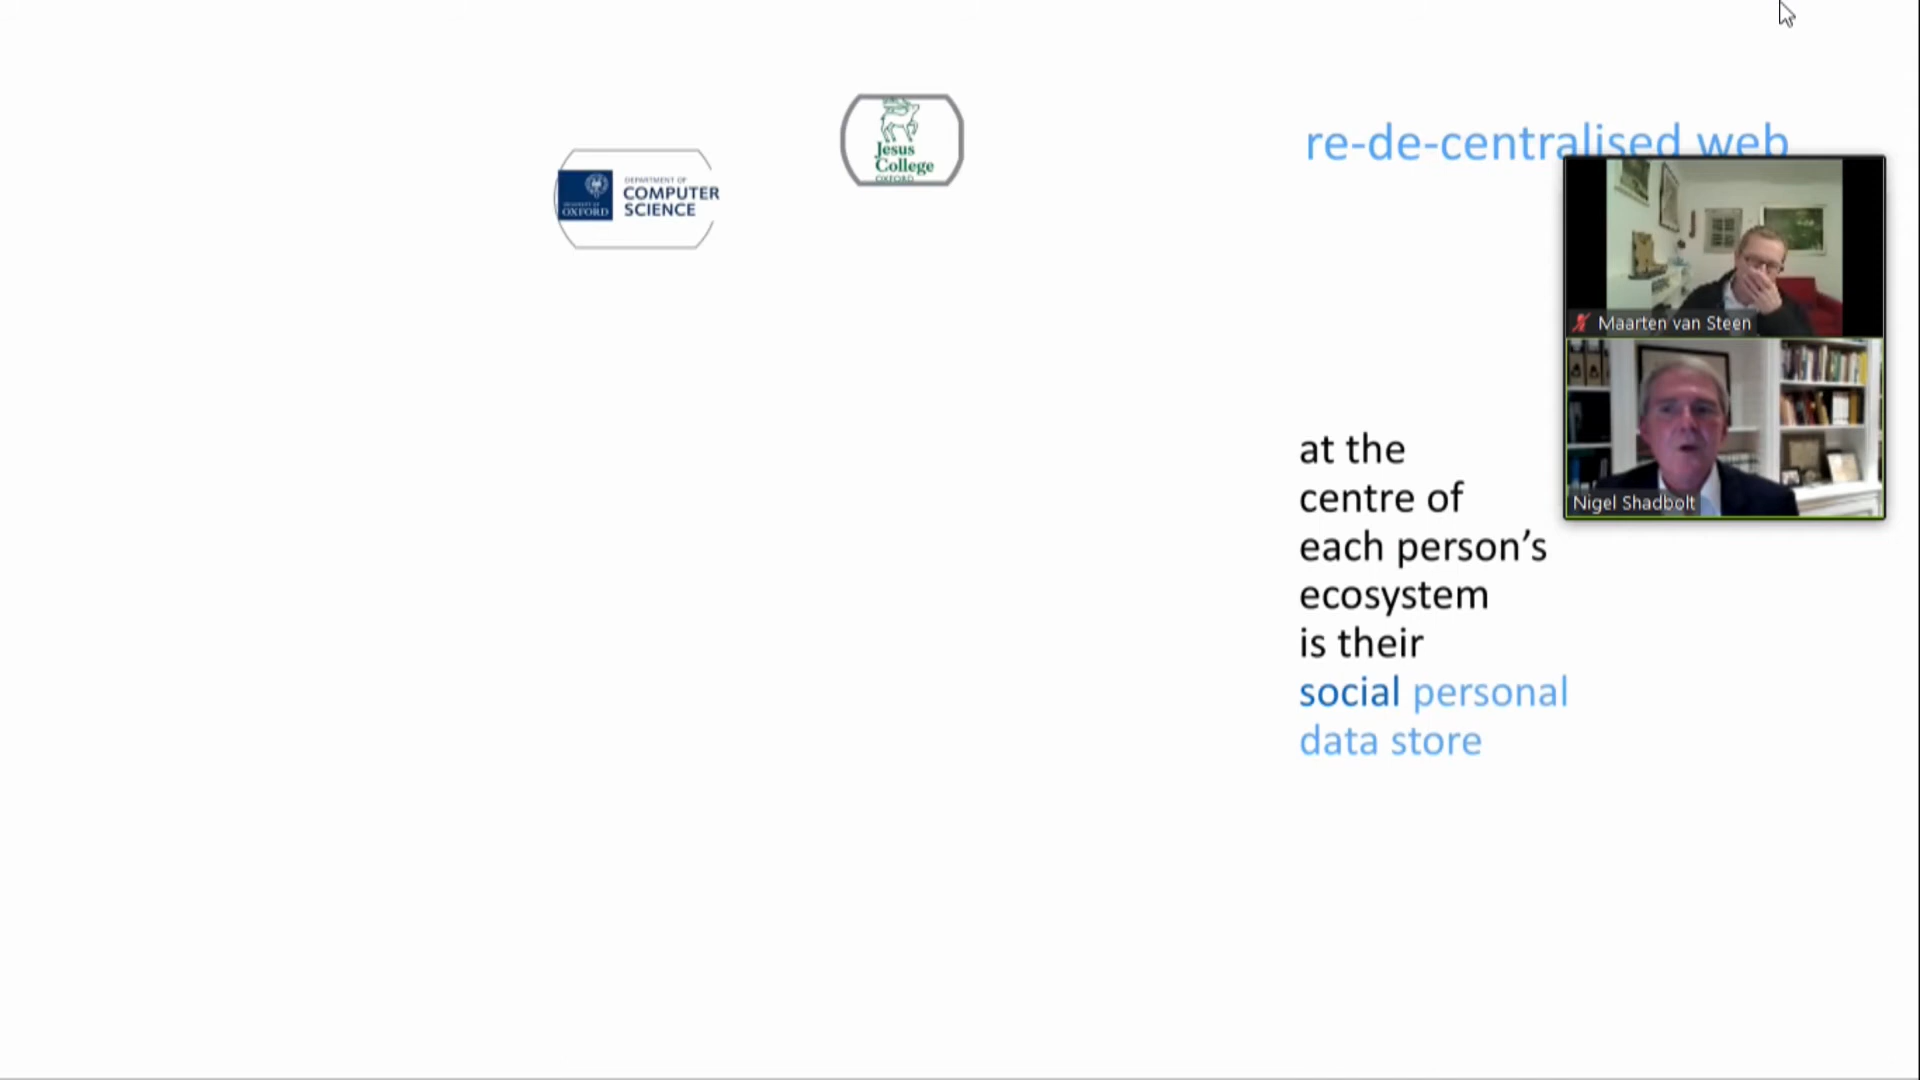 Jesus
College
OXFORD
re-de-centralised web
DEPARTMENT OF
COMPUTER
SCIENCE
UNIVERSITY OF
OXFORD
Maarten van Steen
at the
centre of
each person’s
ecosystem
is their
social personal
data store
Nigel Shadbolt